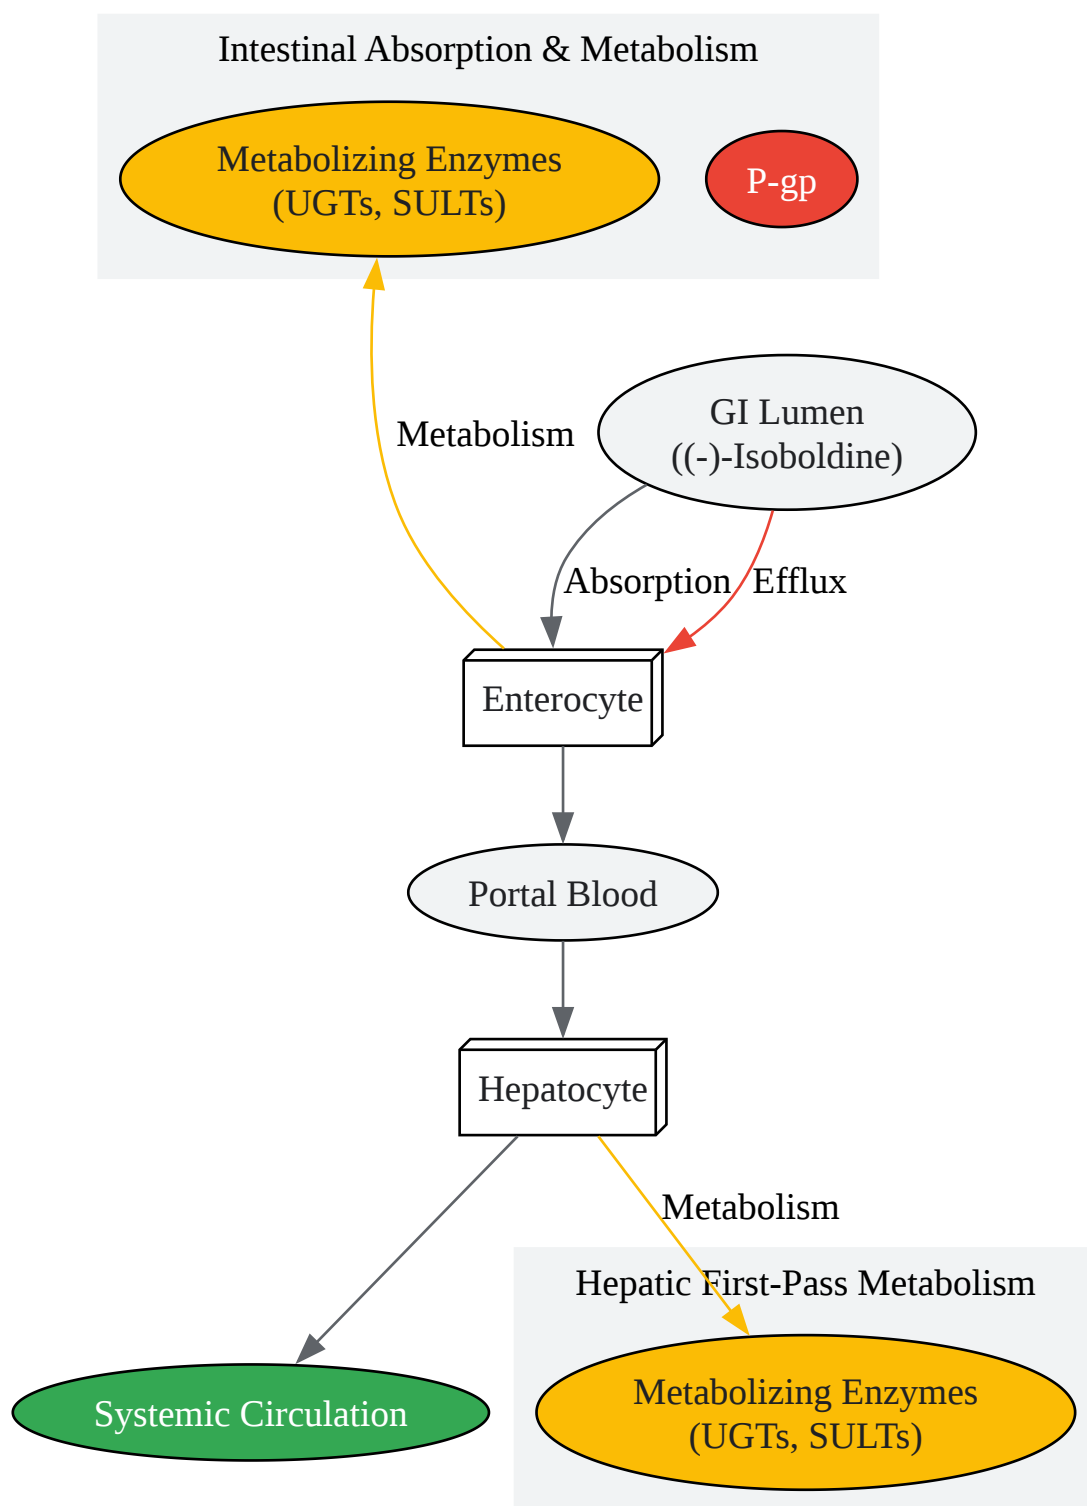 Intestinal Absorption & Metabolism
Metabolizing Enzymes
(UGTs, SULTs)
P-gp
GI Lumen
((-)-Isoboldine)
Metabolism
Absorption
Efflux
Enterocyte
Portal Blood
Hepatocyte
Metabolism
Hepatic First-Pass Metabolism
Metabolizing Enzymes
(UGTs, SULTs)
Systemic Circulation